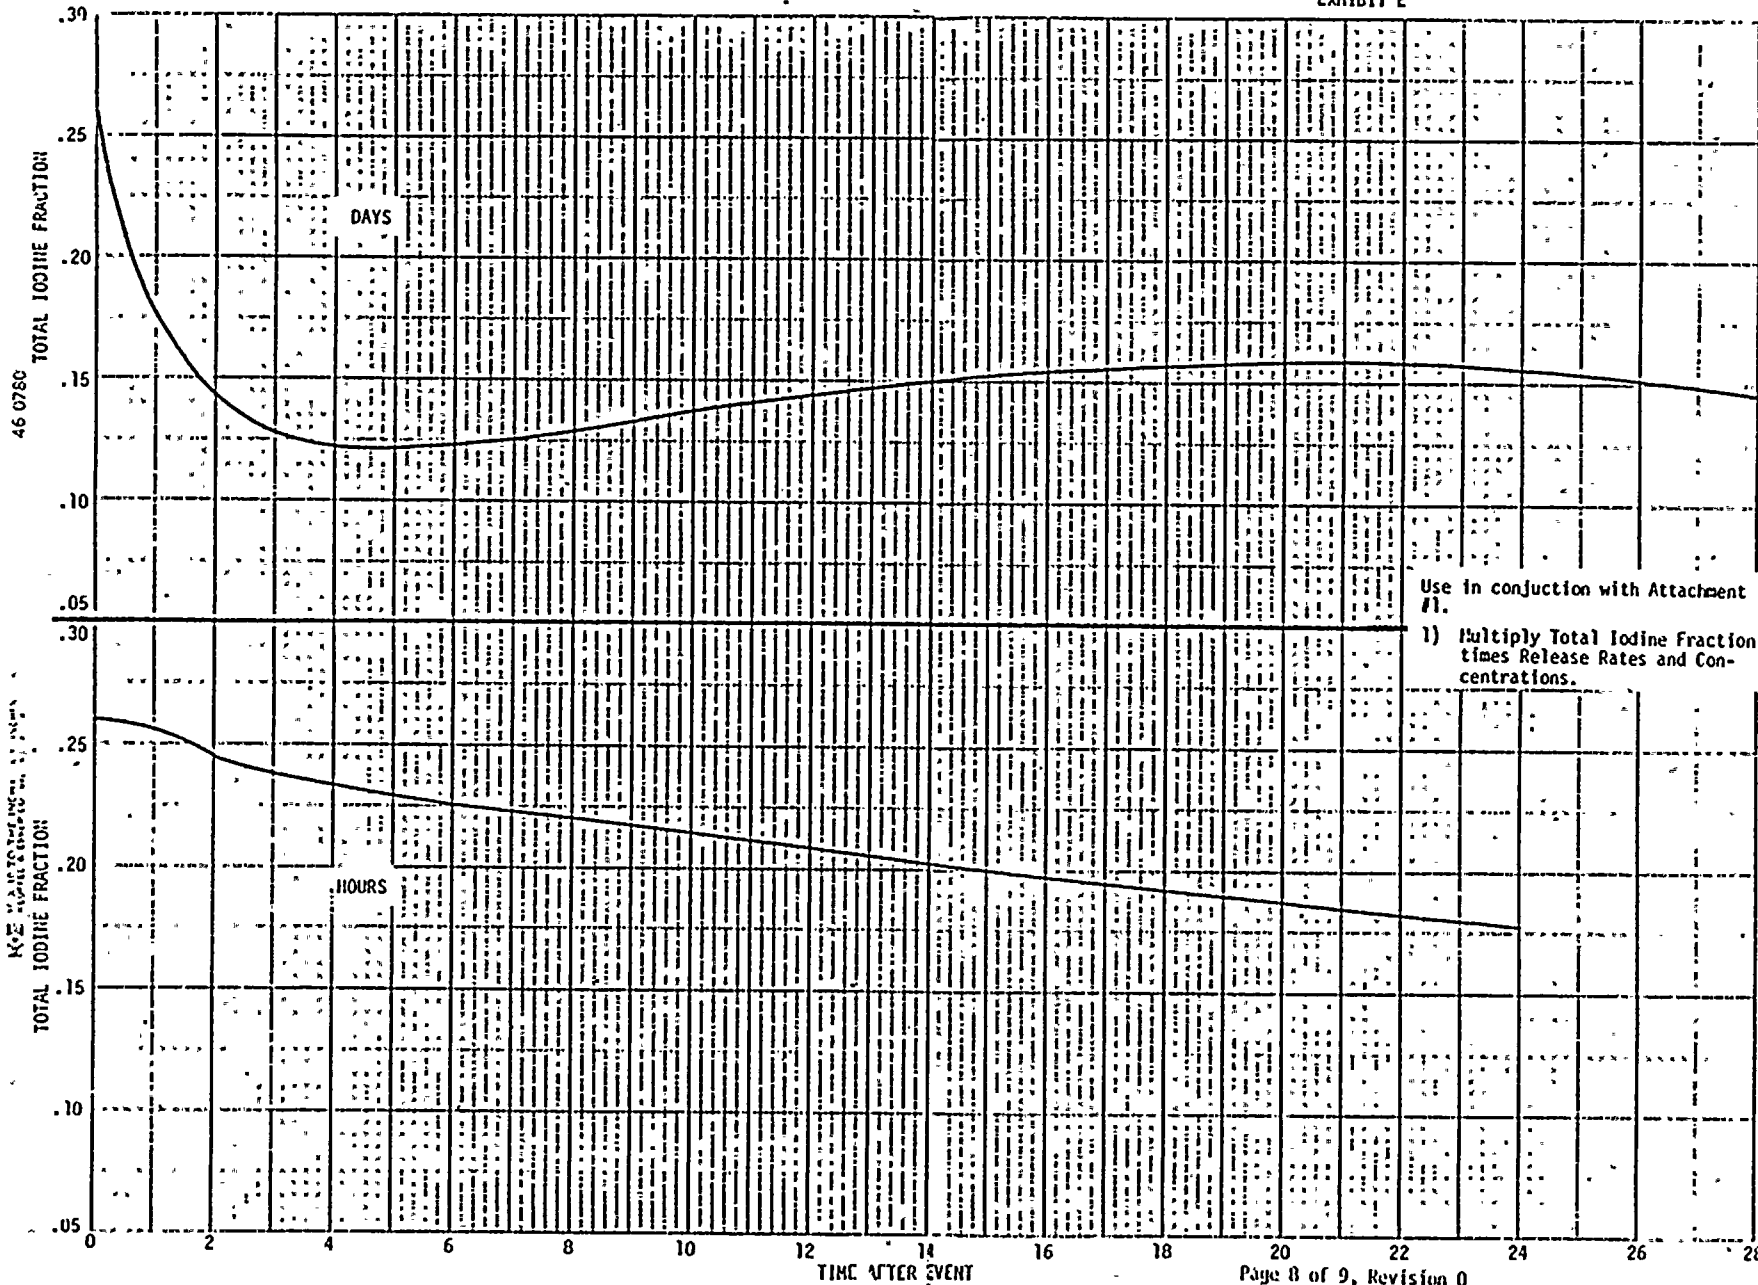 EXHIBIT E
.30
.25
.20
.15
.10
.05
TOTAL IODINE FRACTION
46 0780
DAYS
Use in conjuction with Attachment
#1.
1) Multiply Total Iodine Fraction
times Release Rates and Con-
centrations.
.30
.25
.20
.15
.10
.05
TOTAL IODINE FRACTION
HOURS
0 2 4 6 8 10 12 14 16 18 20 22 24 26 28
TIME AFTER EVENT
Page 8 of 9, Revision 0